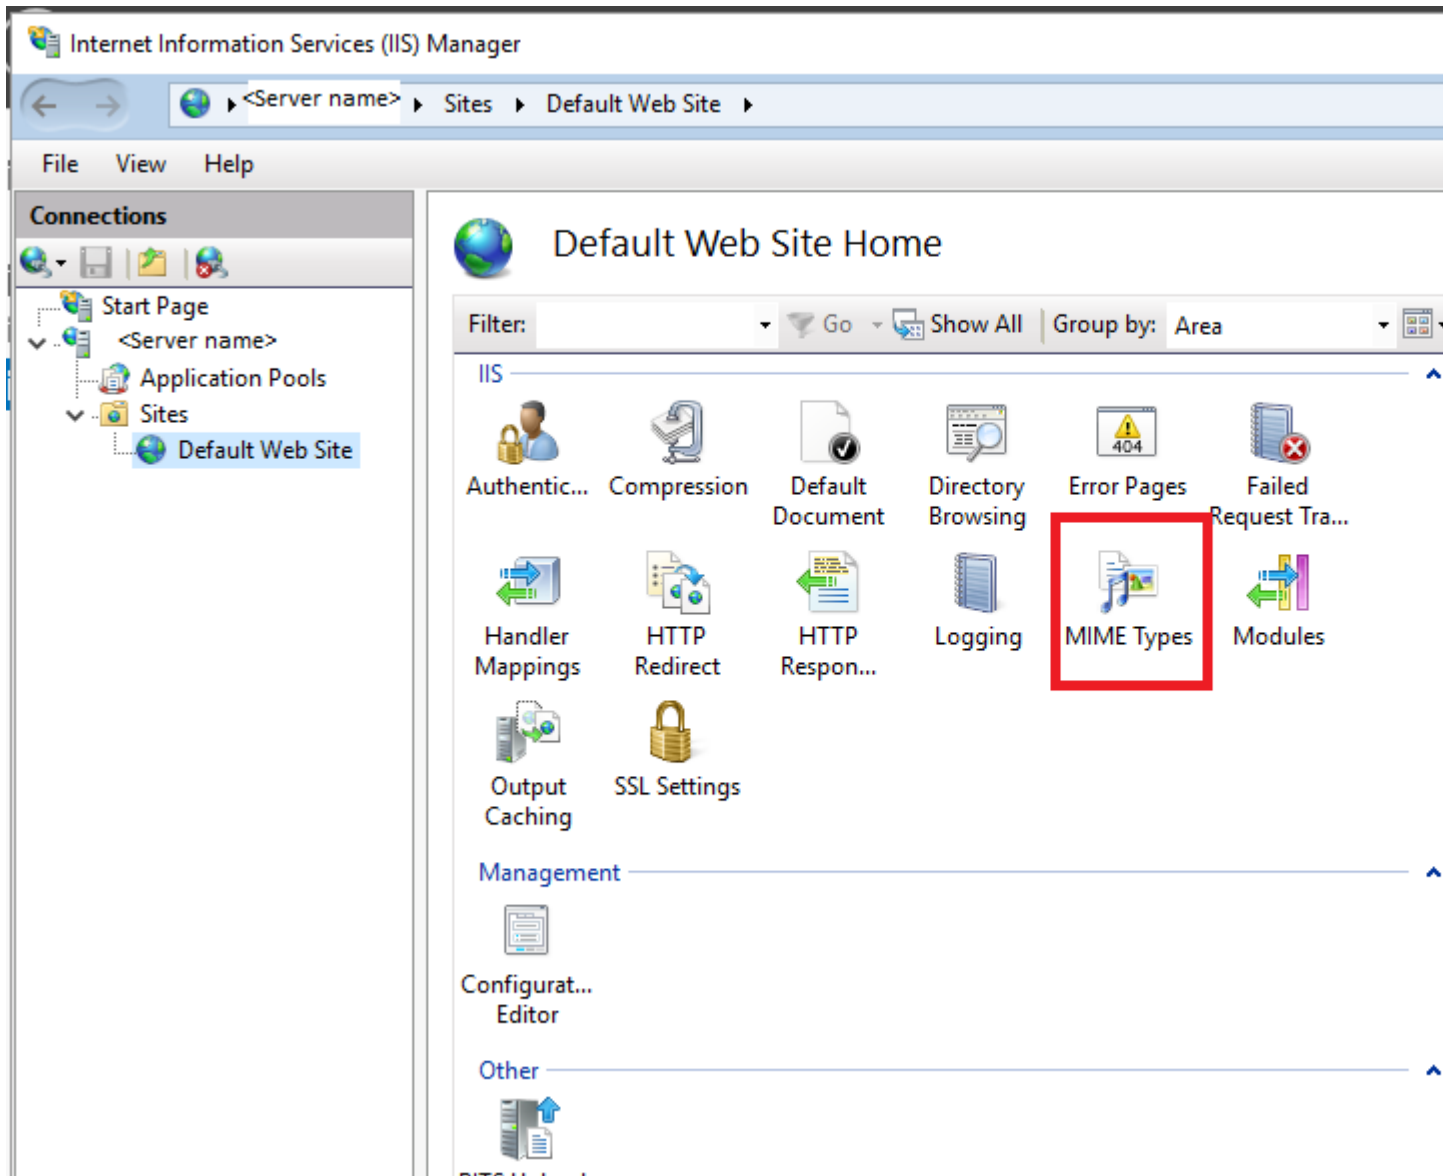 Internet Information Services (IIS) Manager
<Server name> Sites Default Web Site
File View Help
Connections
Start Page
<Server name>
Application Pools
Sites
Default Web Site
Default Web Site Home
Filter: Go Show All Group by: Area
IIS
Authentic... Compression Default Document Directory Browsing Error Pages Failed Request Tra...
404
Handler Mappings HTTP Redirect HTTP Respon... Logging MIME Types Modules
Output Caching SSL Settings
Management
Configurat... Editor
Other